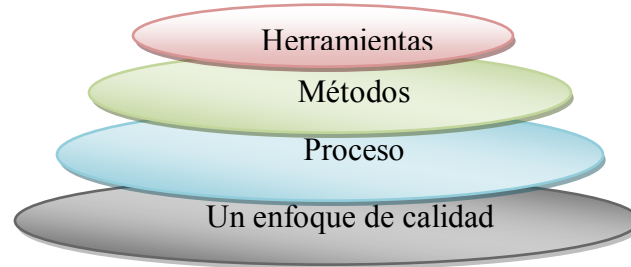 Herramientas
Métodos
Proceso
Un enfoque de calidad